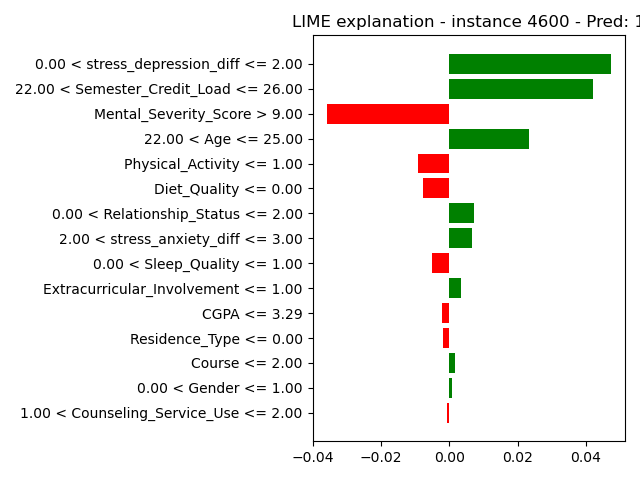 LIME explanation - instance 4600 - Pred: 1
0.00 < stress_depression_diff <= 2.00
22.00 < Semester_Credit_Load <= 26.00
Mental_Severity_Score > 9.00
22.00 < Age <= 25.00
Physical_Activity <= 1.00
Diet_Quality <= 0.00
0.00 < Relationship_Status <= 2.00
2.00 < stress_anxiety_diff <= 3.00
0.00 < Sleep_Quality <= 1.00
Extracurricular_Involvement <= 1.00
CGPA <= 3.29
Residence_Type <= 0.00
Course <= 2.00
0.00 < Gender <= 1.00
1.00 < Counseling_Service_Use <= 2.00
−0.04 −0.02 0.00 0.02 0.04